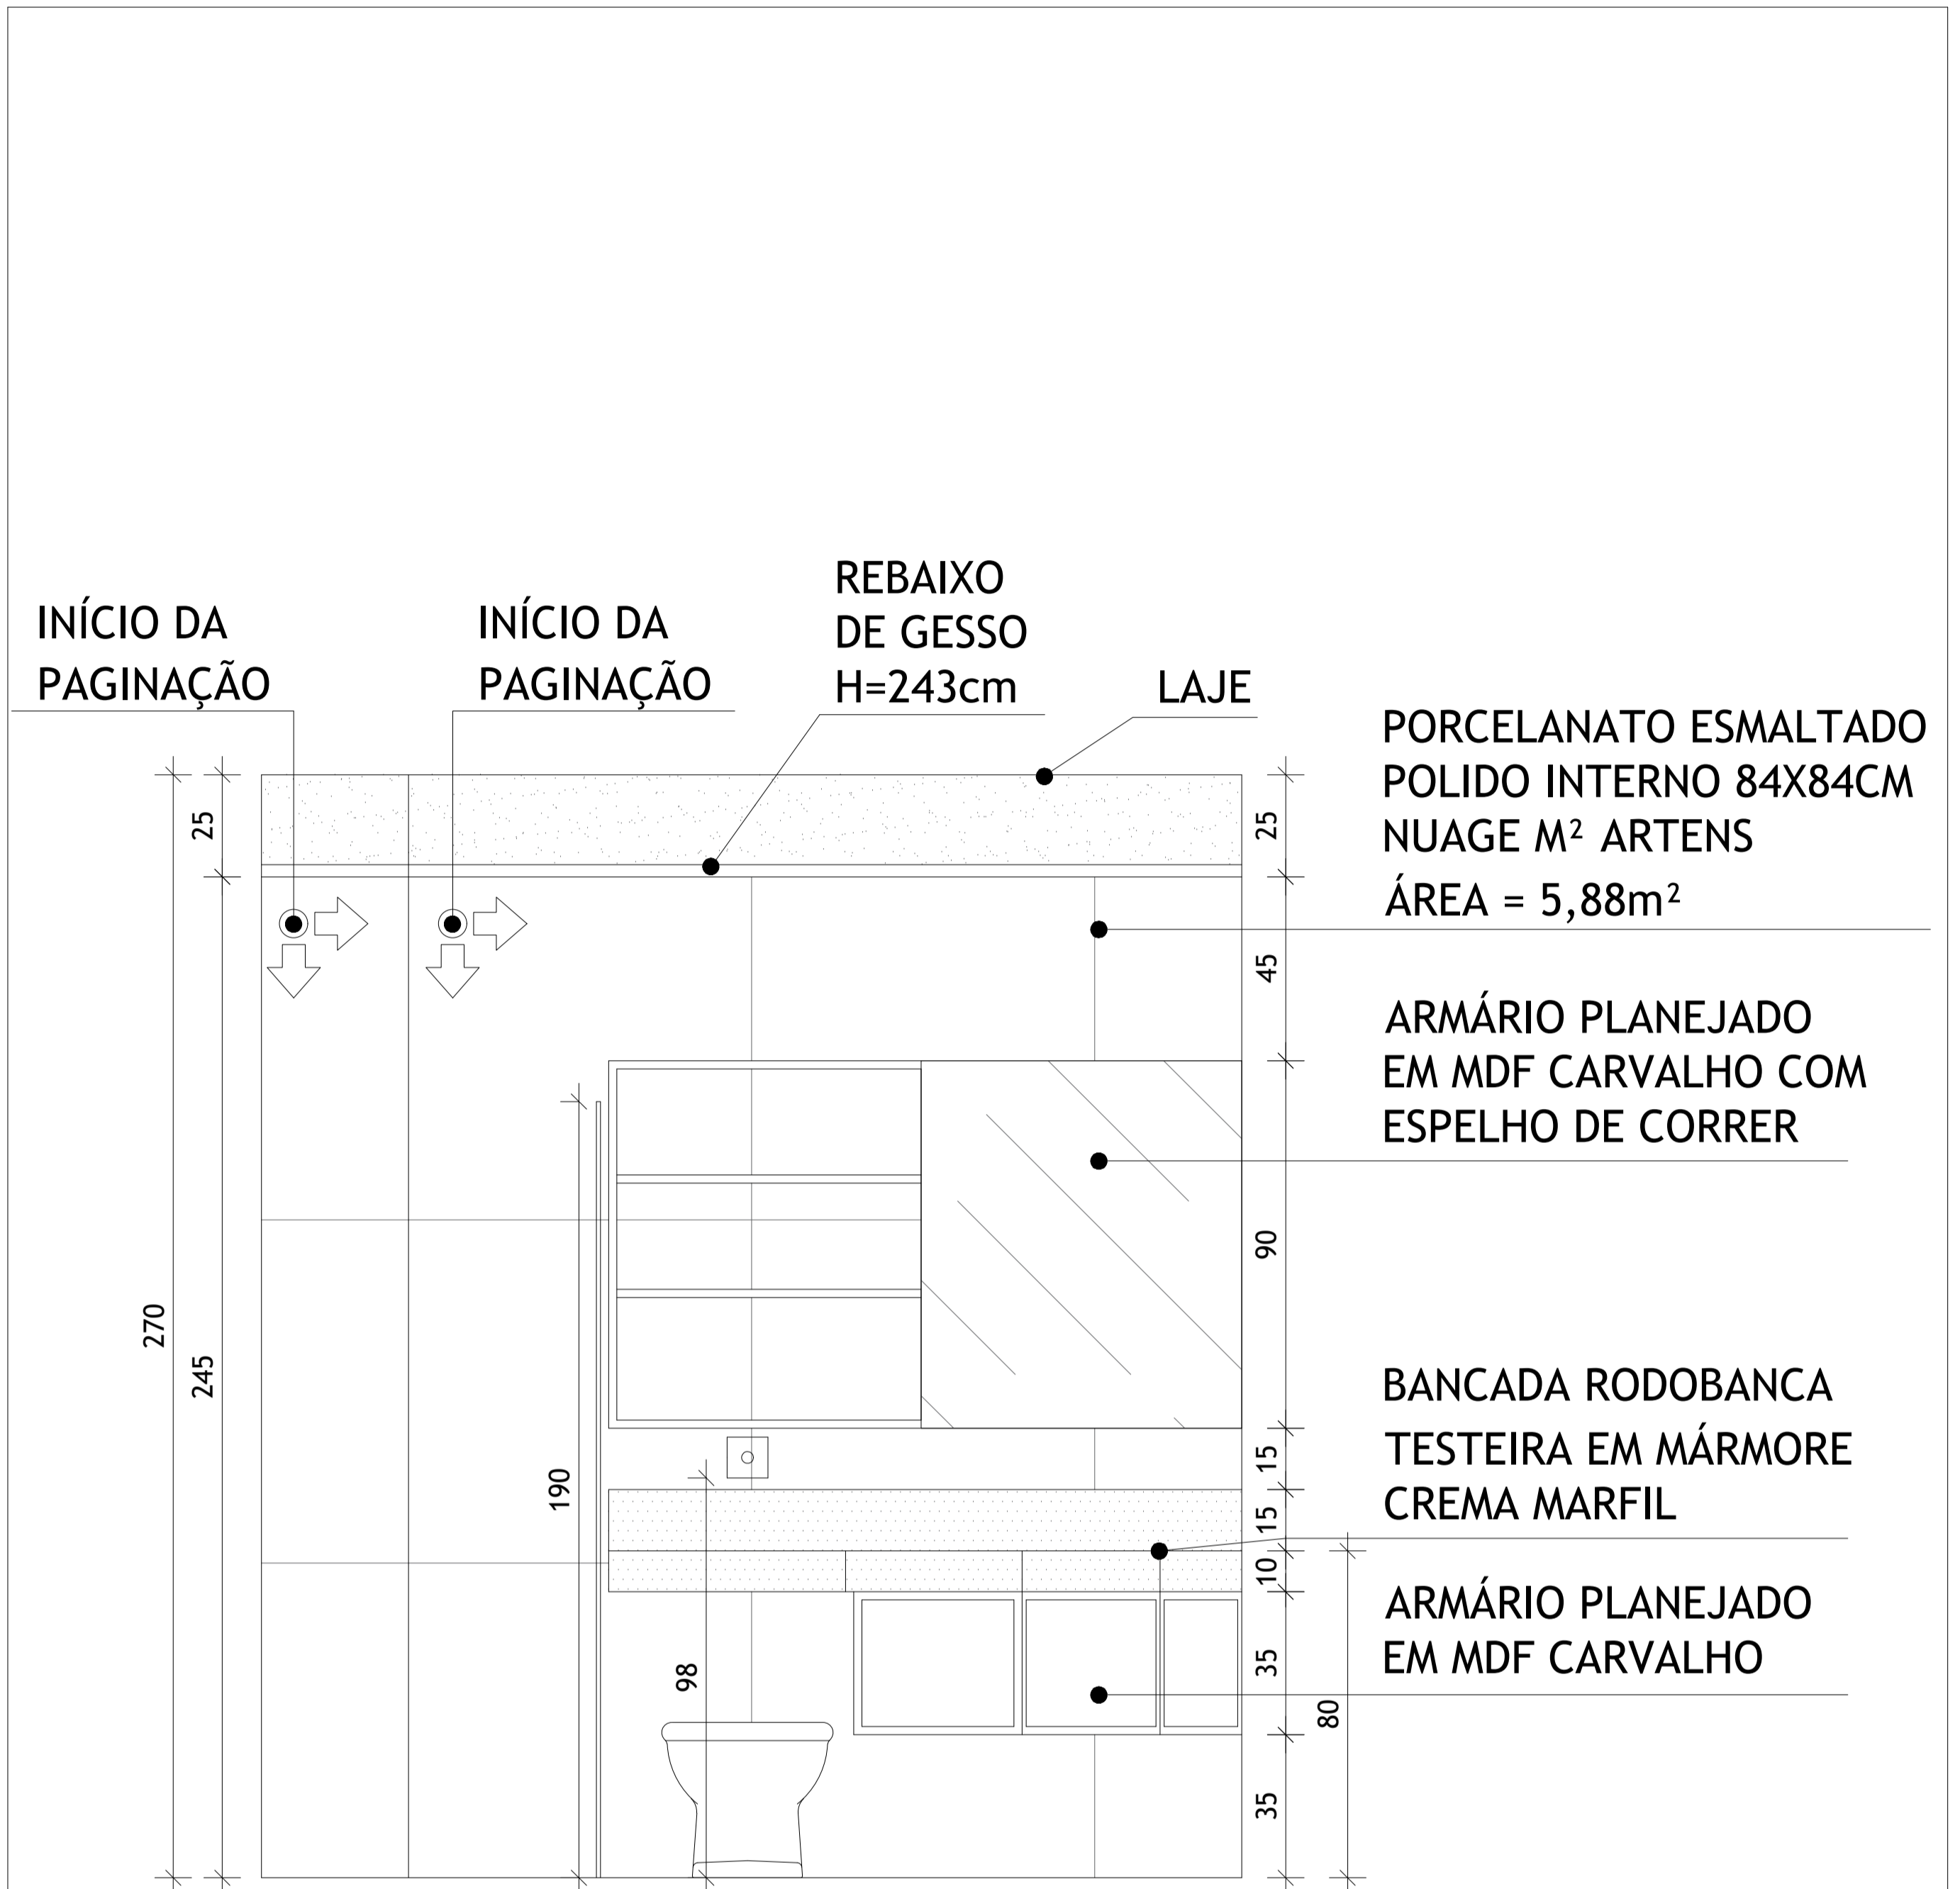 REBAIXO
DE GESSO
H=243cm
INÍCIO DA
PAGINAÇÃO
INÍCIO DA
PAGINAÇÃO
LAJE
PORCELANATO ESMALTADO
POLIDO INTERNO 84X84CM
NUAGE M² ARTENS
ÁREA = 5,88m²
ARMÁRIO PLANEJADO
EM MDF CARVALHO COM
ESPELHO DE CORRER
BANCADA RODOBANCA
TESTEIRA EM MÁRMORE
CREMA MARFIL
ARMÁRIO PLANEJADO
EM MDF CARVALHO
270
25
245
190
98
25
45
90
15
15
10
35
35
80